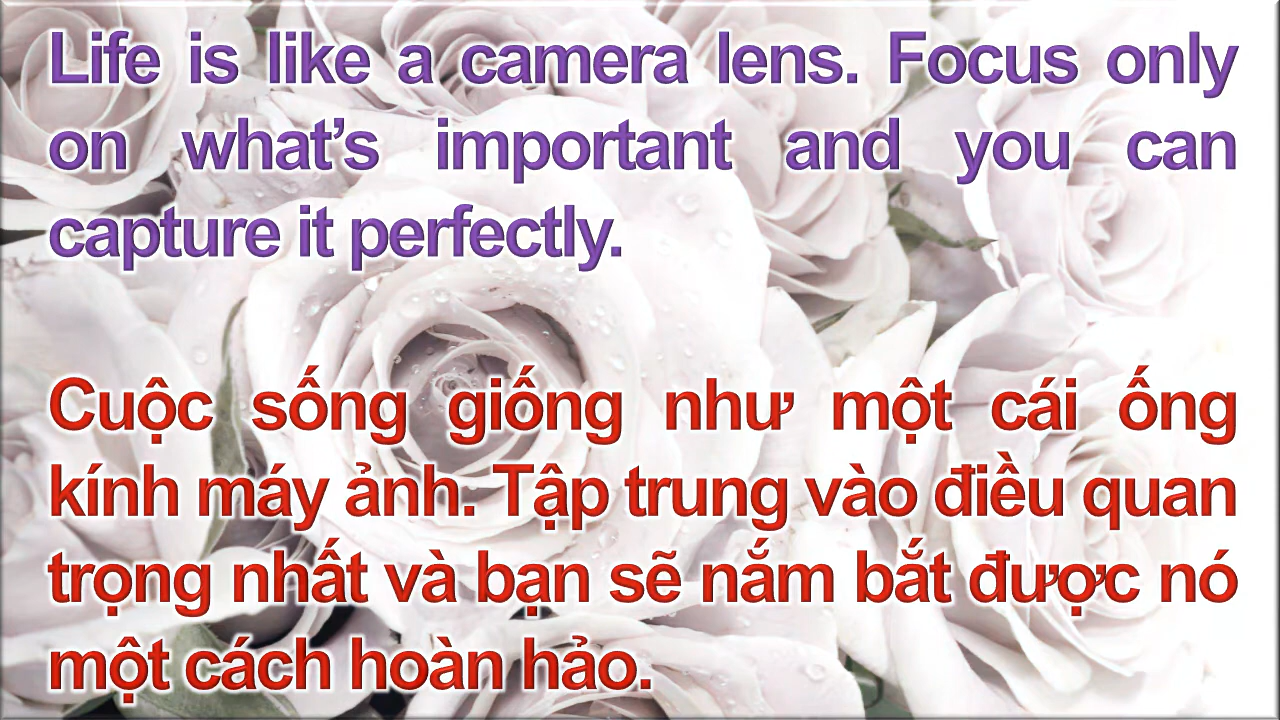 Life is like a camera lens. Focus only
on what’s important and you can
capture it perfectly.
Cuộc sống giống như một cái ống
kính máy ảnh. Tập trung vào điều quan
trọng nhất và bạn sẽ nắm bắt được nó
một cách hoàn hảo.